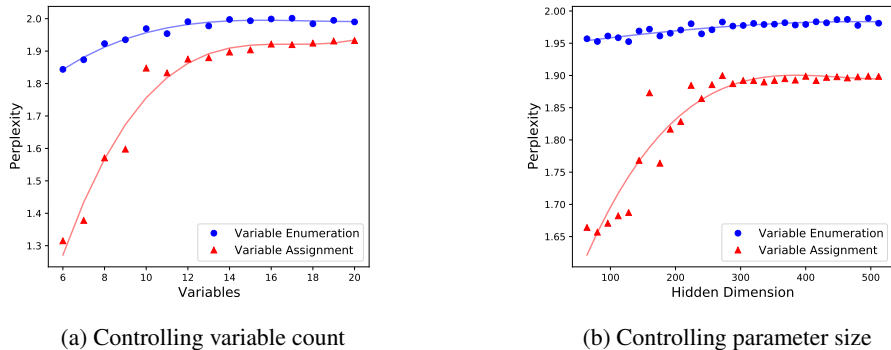 2.0
1.9
1.8
1.7
1.6
1.5
1.4
1.3
Perplexity
6 8 10 12 14 16 18 20
Variables
Variable Enumeration
Variable Assignment
(a) Controlling variable count
2.00
1.95
1.90
1.85
1.80
1.75
1.70
1.65
Perplexity
100 200 300 400 500
Hidden Dimension
Variable Enumeration
Variable Assignment
(b) Controlling parameter size